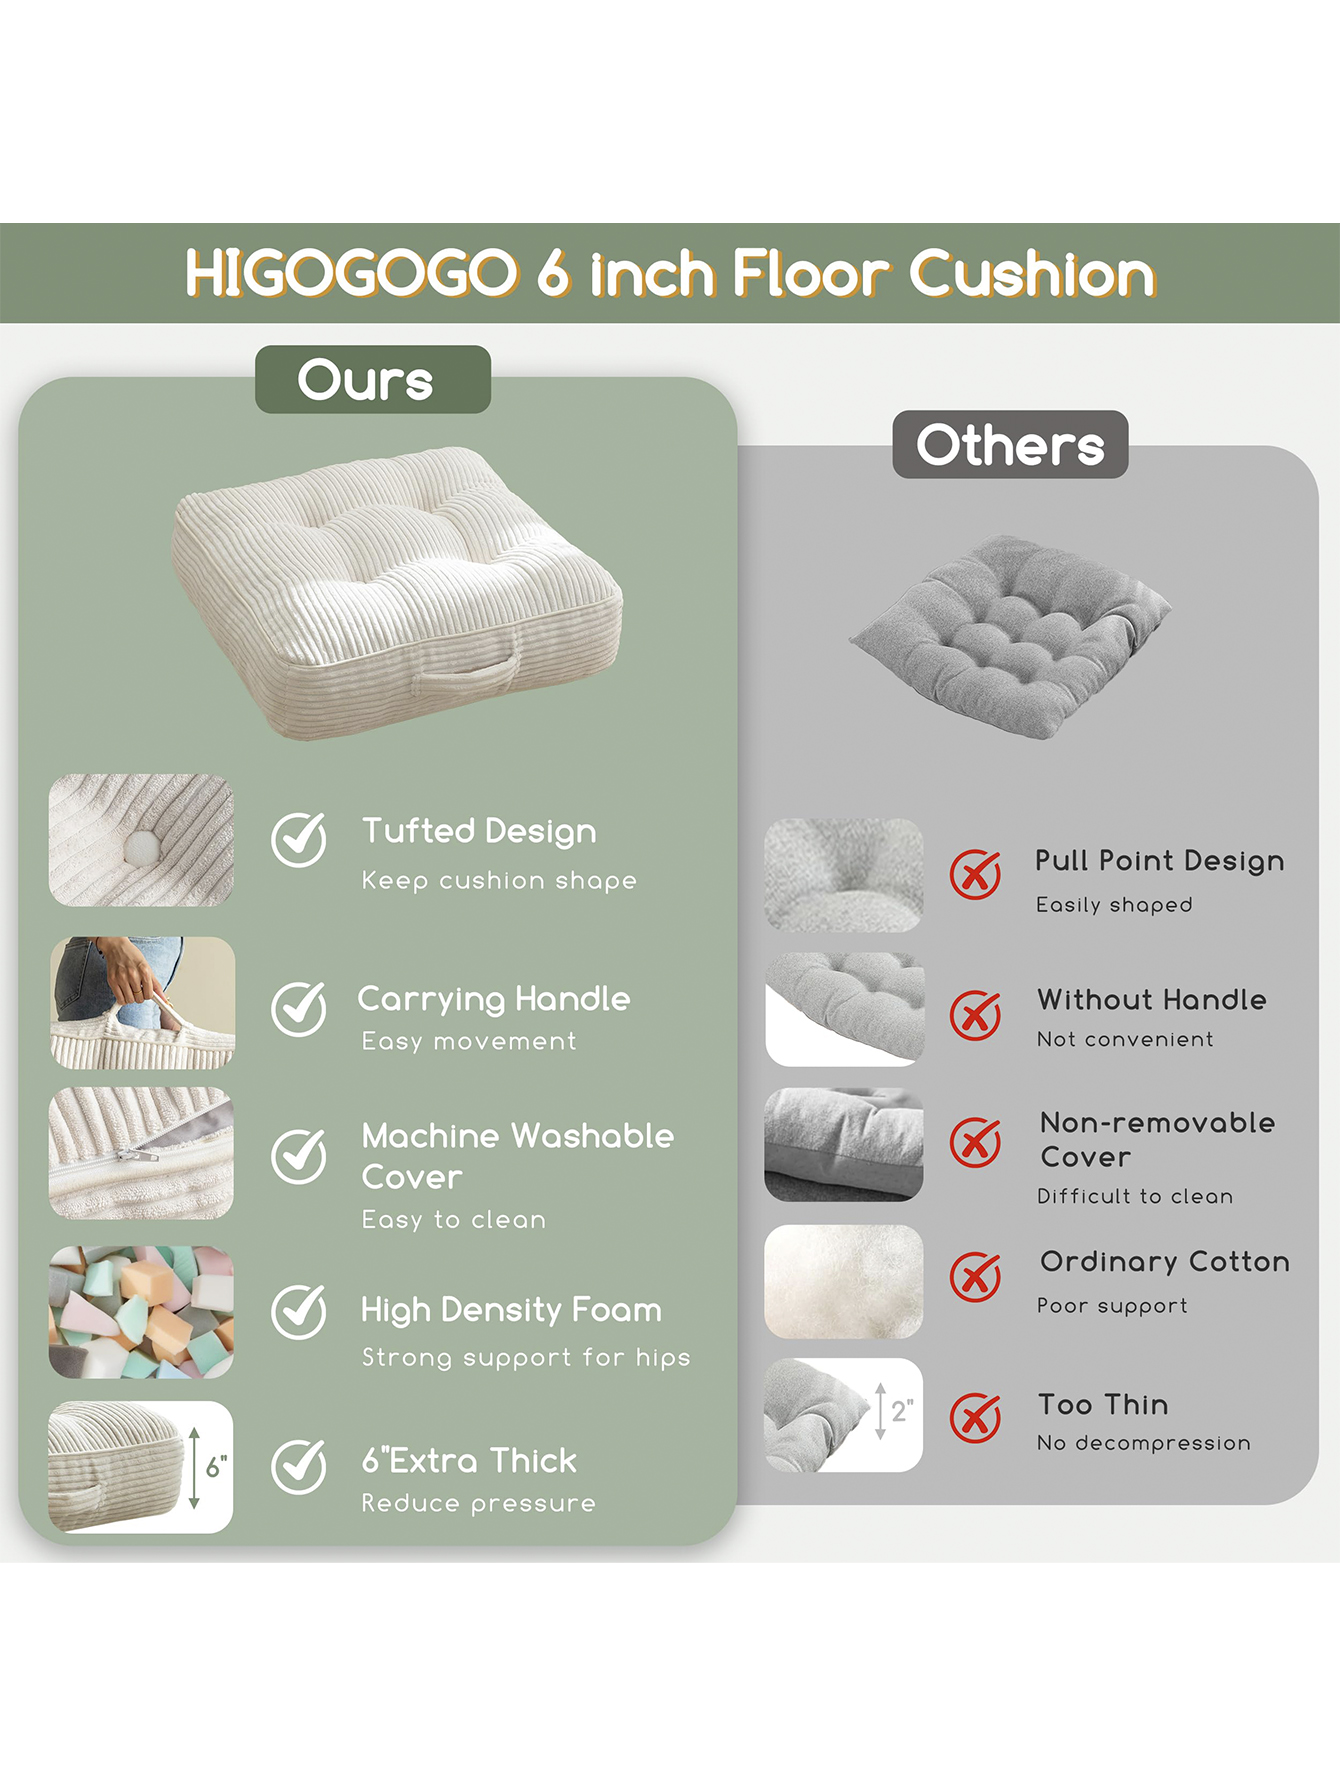 HIGOGOGO 6 inch Floor Cushion
Ours
Tufted Design
Keep cushion shape
Carrying Handle
Easy movement
Machine Washable
Cover
Easy to clean
High Density Foam
Strong support for hips
6"
6"Extra Thick
Reduce pressure
Others
Pull Point Design
Easily shaped
Without Handle
Not convenient
Non-removable
Cover
Difficult to clean
Ordinary Cotton
Poor support
2"
Too Thin
No decompression